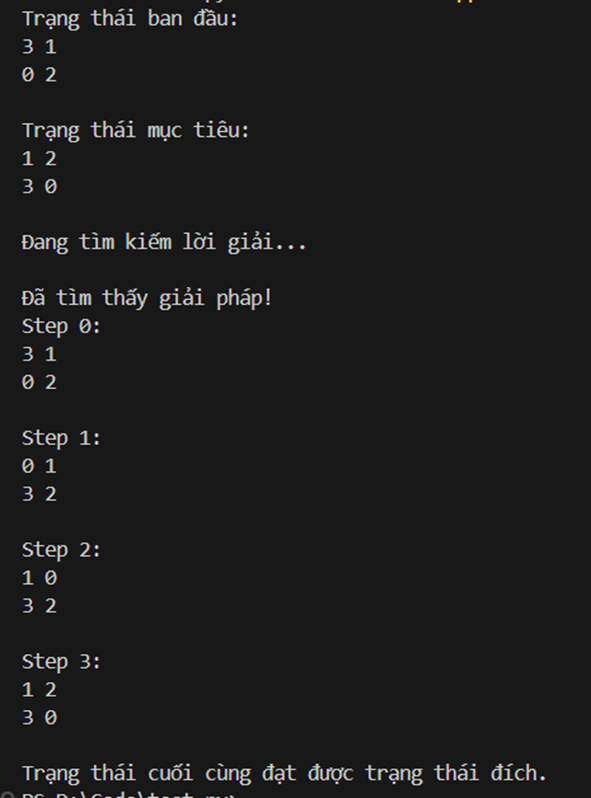 Trạng thái ban đầu:
3 1
0 2
Trạng thái mục tiêu:
1 2
3 0
Đang tìm kiếm lời giải...
Đã tìm thấy giải pháp!
Step 0:
3 1
0 2
Step 1:
0 1
3 2
Step 2:
1 0
3 2
Step 3:
1 2
3 0
Trạng thái cuối cùng đạt được trạng thái đích.